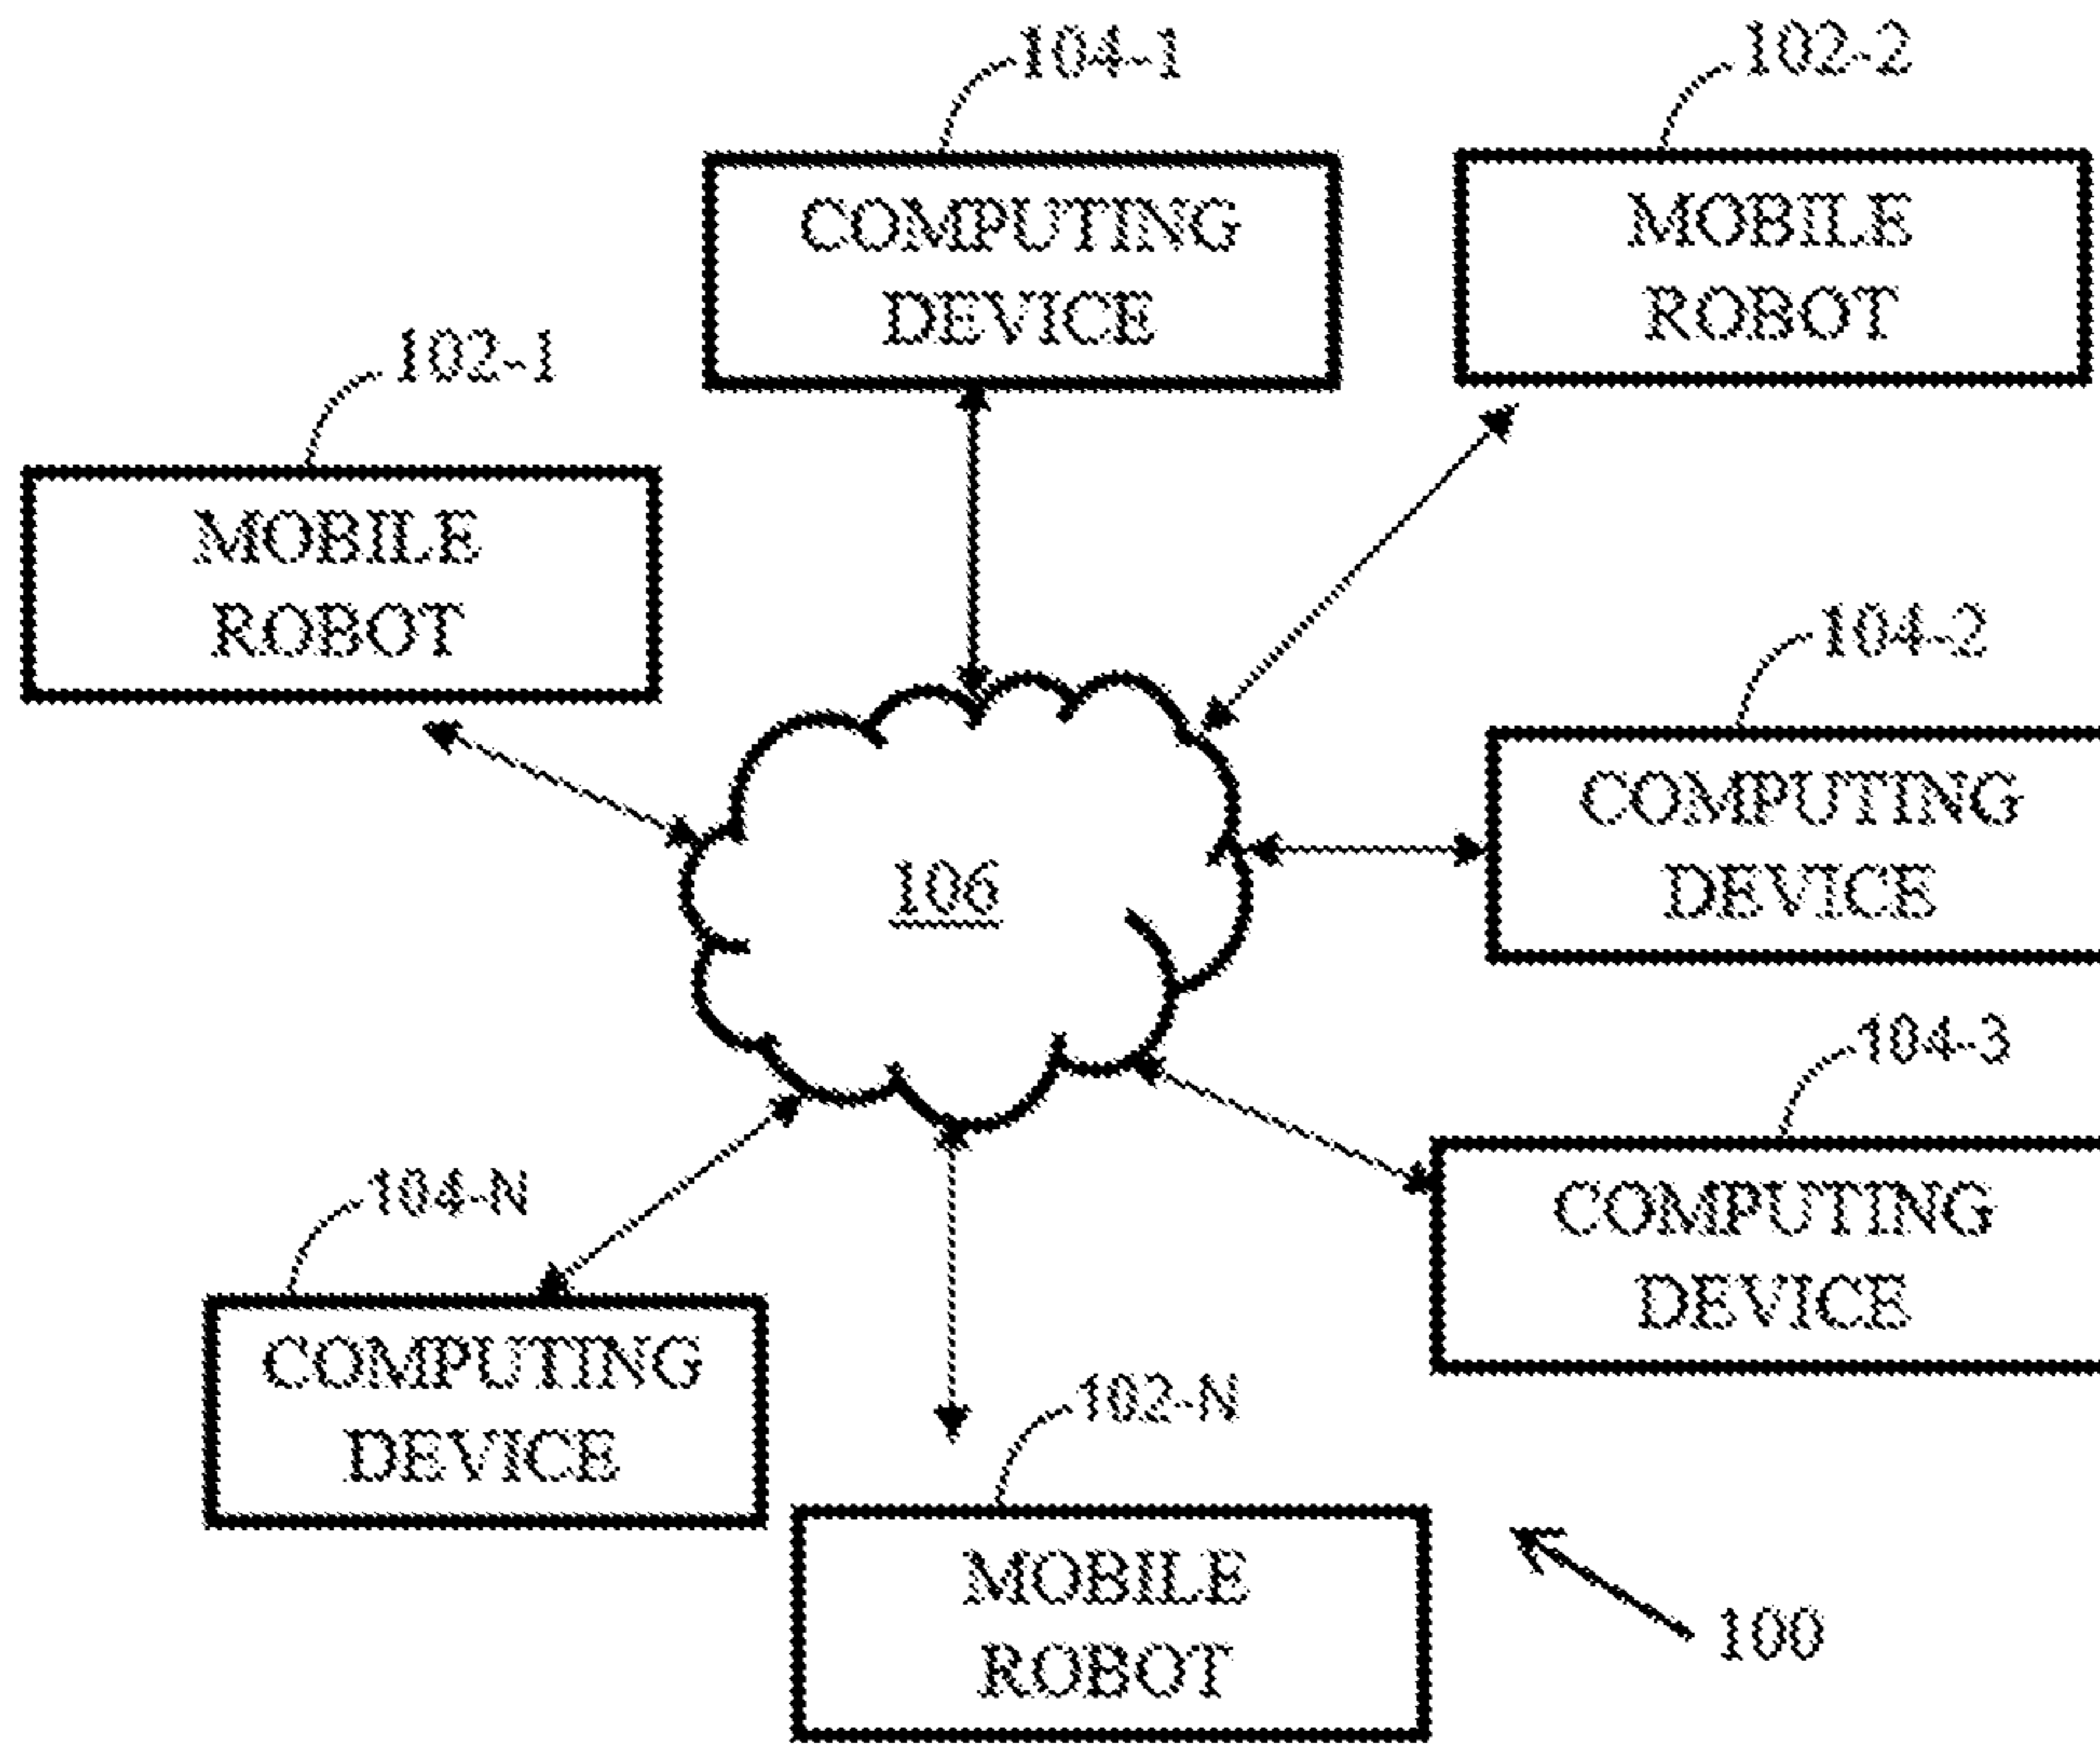 104-1
102-2
COMPUTING
DEVICE
MOBILE
ROBOT
102-1
MOBILE
ROBOT
104-2
COMPUTING
DEVICE
106
104-3
COMPUTING
DEVICE
104-N
COMPUTING
DEVICE
102-N
MOBILE
ROBOT
100